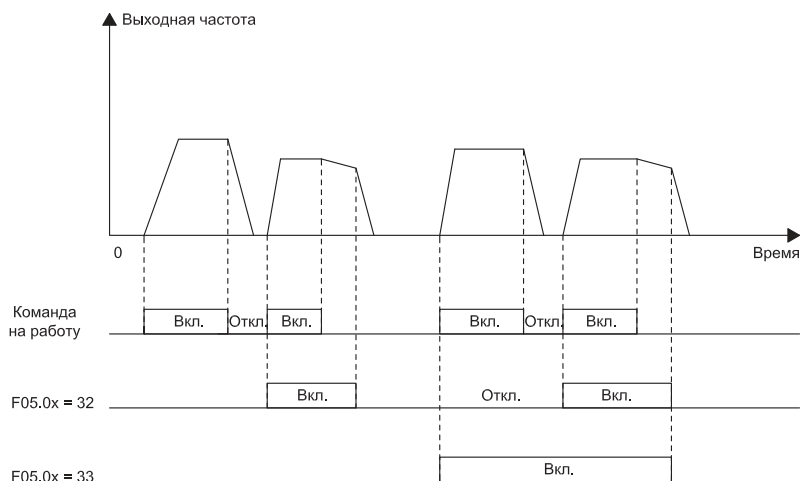 Выходная частота
0
Время
Команда
на работу
Вкл. Откл. Вкл. Вкл. Откл. Вкл.
F05.0x = 32
Вкл. Откл. Вкл.
F05.0x = 33
Вкл.